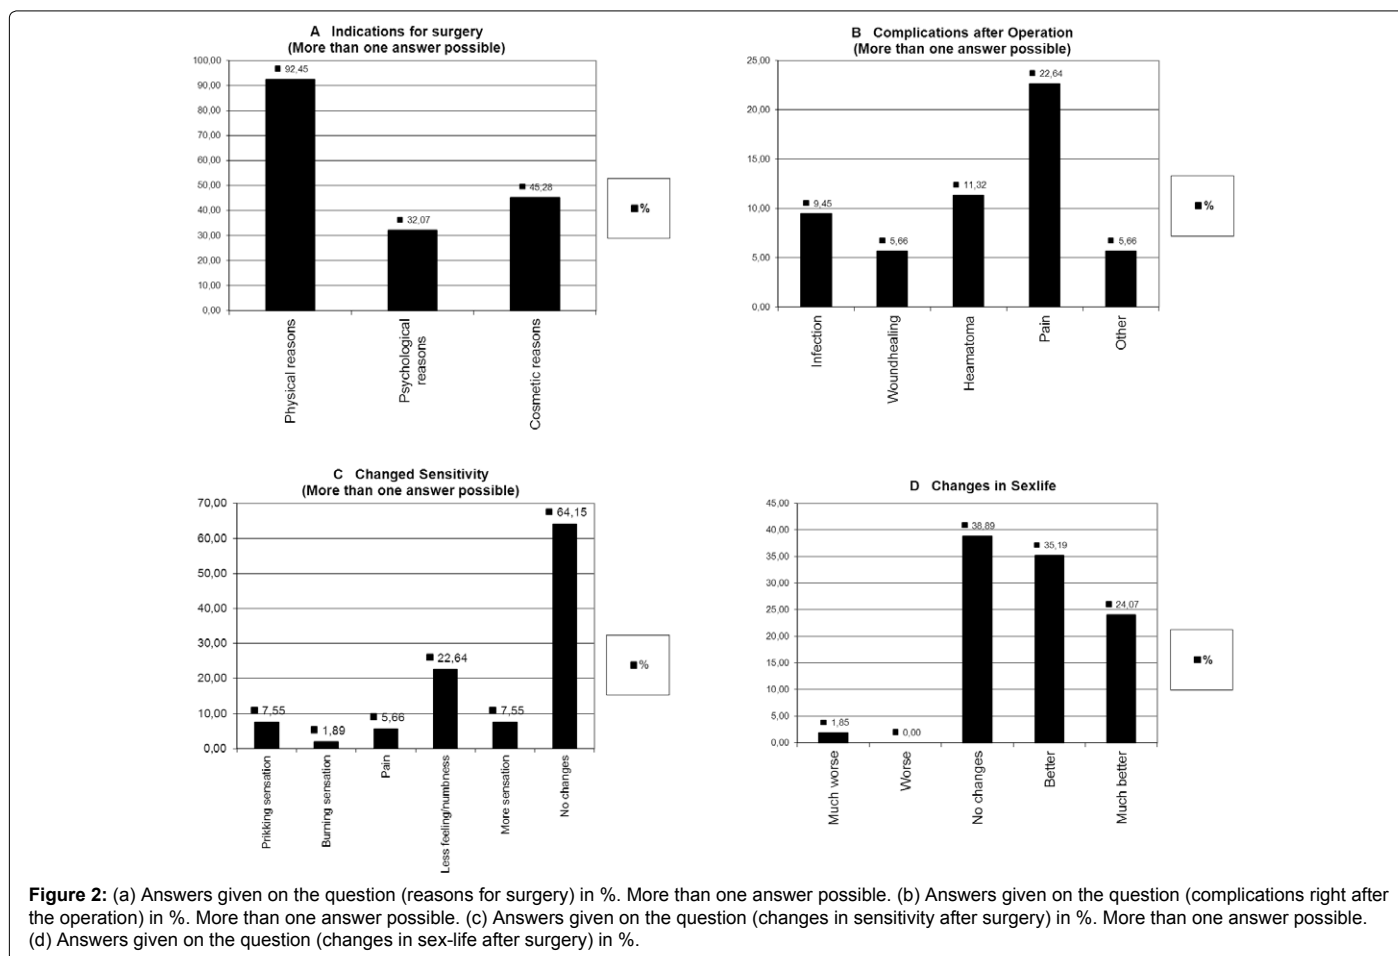 A Indications for surgery
(More than one answer possible)
100,00
90,00
80,00
70,00
60,00
50,00
40,00
30,00
20,00
10,00
0,00
92,45
32,07
45,28
Physical reasons
Psychological
reasons
Cosmetic reasons
%
B Complications after Operation
(More than one answer possible)
25,00
20,00
15,00
10,00
5,00
0,00
9,45
5,66
11,32
22,64
5,66
Infection
Woundhealing
Heamatoma
Pain
Other
%
C Changed Sensitivity
(More than one answer possible)
70,00
60,00
50,00
40,00
30,00
20,00
10,00
0,00
7,55
1,89
5,66
22,64
7,55
64,15
Prikking sensation
Burning sensation
Pain
Less feeling/numbness
More sensation
No changes
%
D Changes in Sexlife
45,00
40,00
35,00
30,00
25,00
20,00
15,00
10,00
5,00
0,00
1,85
0,00
38,89
35,19
24,07
Much worse
Worse
No changes
Better
Much better
%
Figure 2: (a) Answers given on the question (reasons for surgery) in %. More than one answer possible. (b) Answers given on the question (complications right after
the operation) in %. More than one answer possible. (c) Answers given on the question (changes in sensitivity after surgery) in %. More than one answer possible.
(d) Answers given on the question (changes in sex-life after surgery) in %.